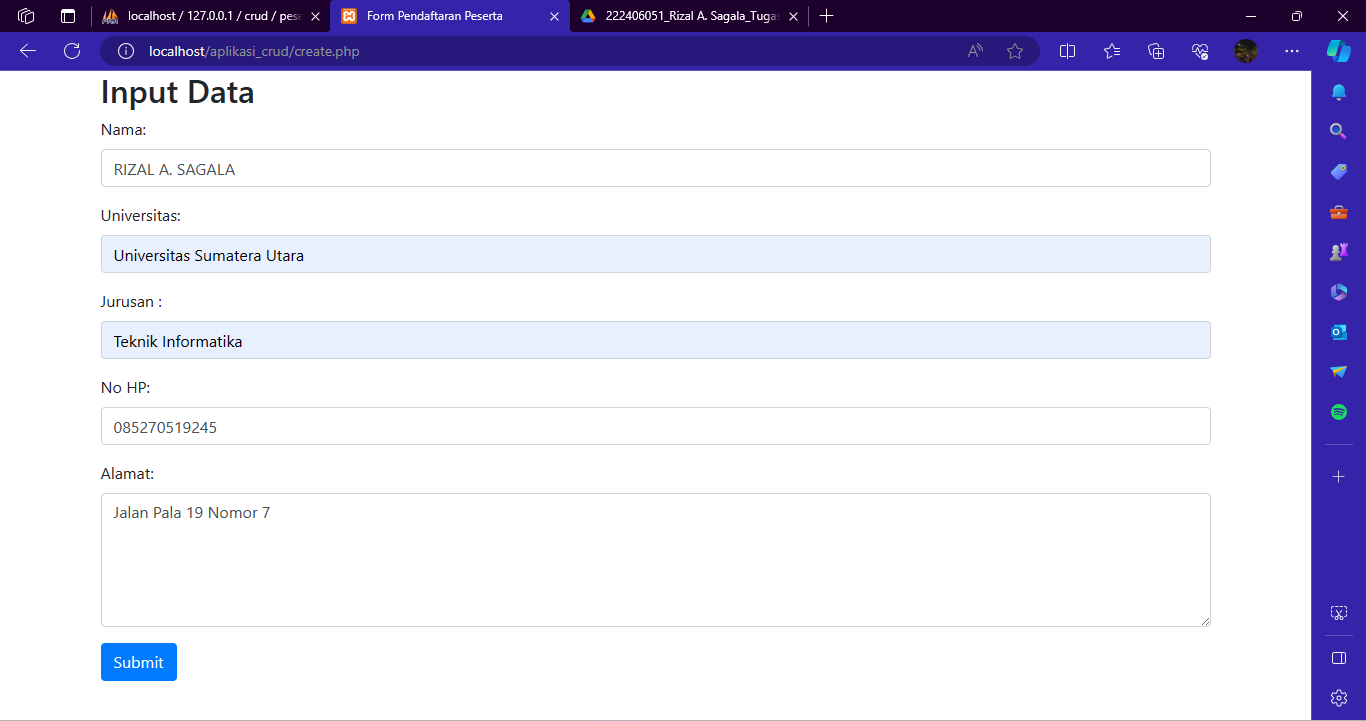 localhost / 127.0.0.1 / crud / pese
Form Pendaftaran Peserta
222406051_Rizal A. Sagala_Tugas
localhost/aplikasi_crud/create.php
Input Data
Nama:
RIZAL A. SAGALA
Universitas:
Universitas Sumatera Utara
Jurusan :
Teknik Informatika
No HP:
085270519245
Alamat:
Jalan Pala 19 Nomor 7
Submit